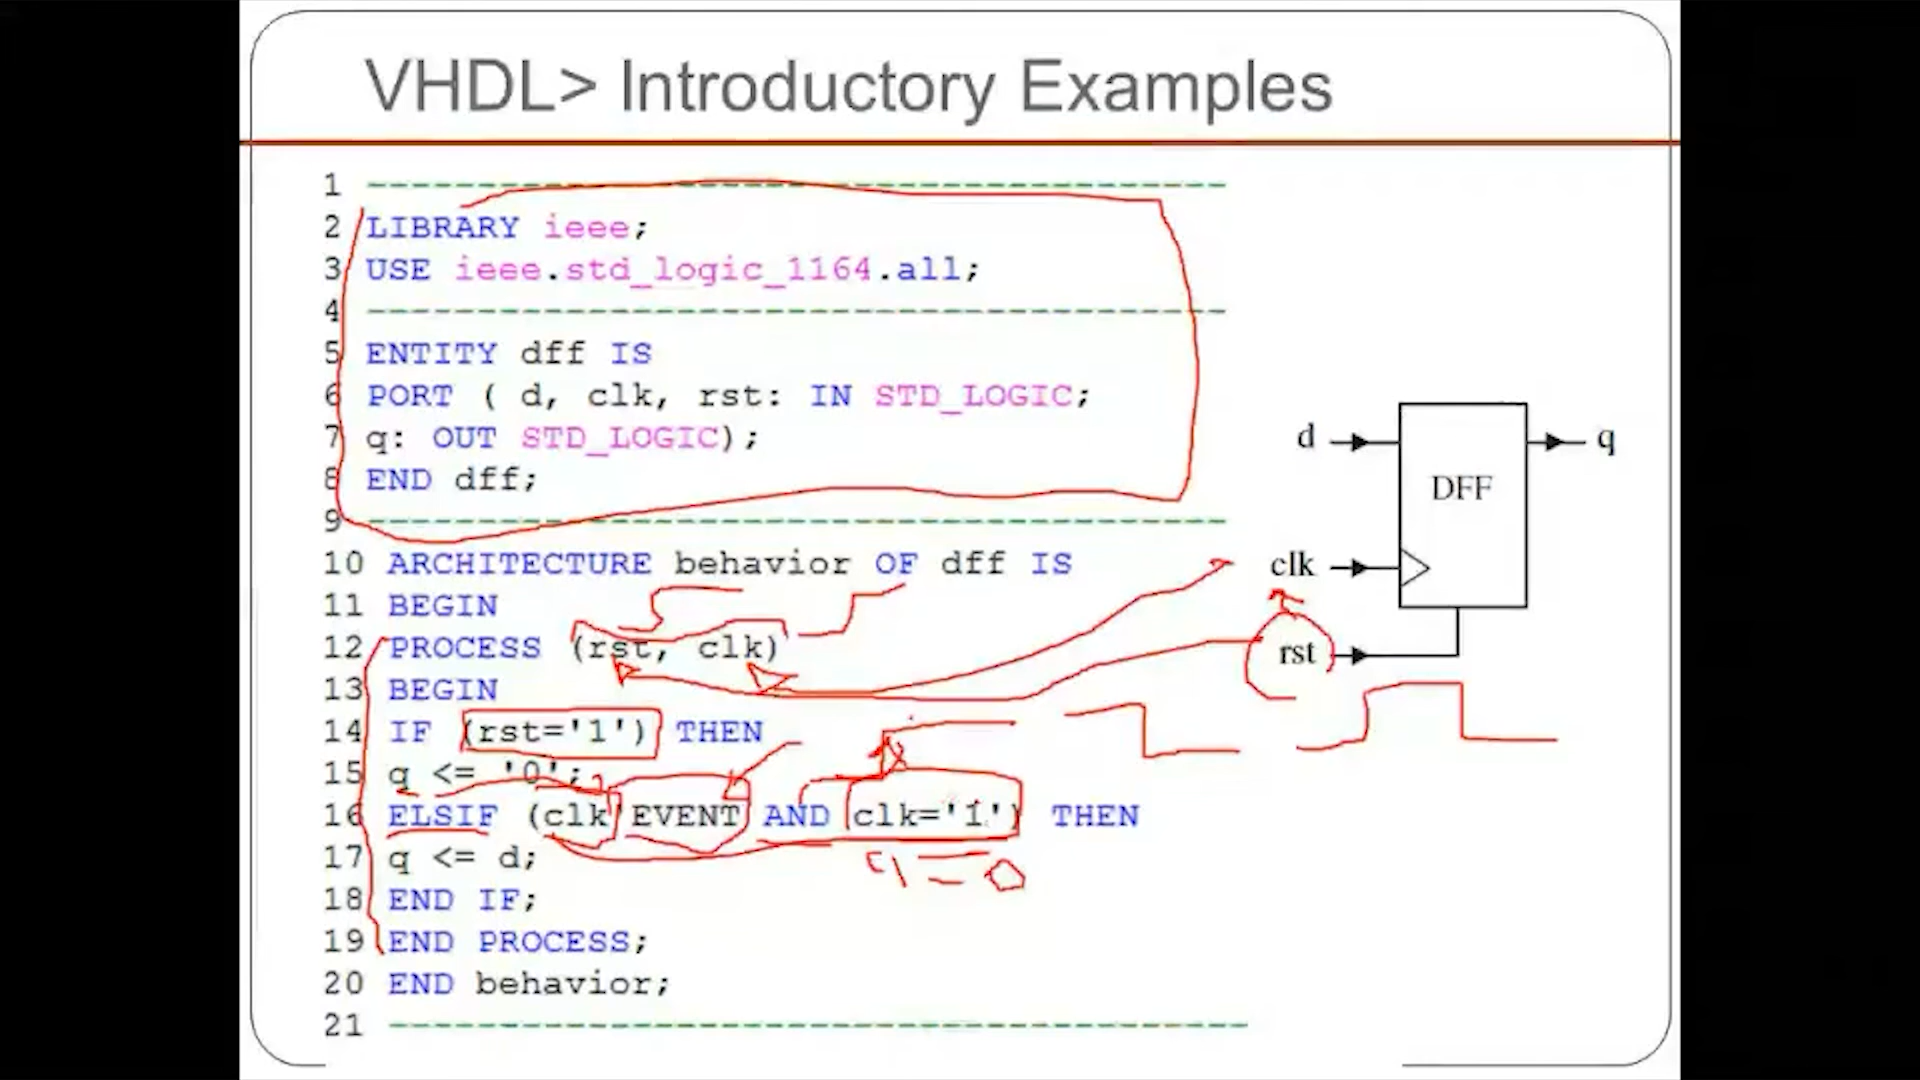 VHDL> Introductory Examples
1 ---------------------------------------
2 LIBRARY ieee;
3 USE ieee.std_logic_1164.all;
4 ---------------------------------------
5 ENTITY dff IS
6 PORT ( d, clk, rst: IN STD_LOGIC;
7 q: OUT STD_LOGIC);
8 END dff;
9 ---------------------------------------
10 ARCHITECTURE behavior OF dff IS
11 BEGIN
12 PROCESS (rst, clk)
13 BEGIN
14 IF (rst='1') THEN
15 q <= '0';
16 ELSIF (clk'EVENT AND clk='1') THEN
17 q <= d;
18 END IF;
19 END PROCESS;
20 END behavior;
21 ---------------------------------------
d
q
DFF
clk
rst